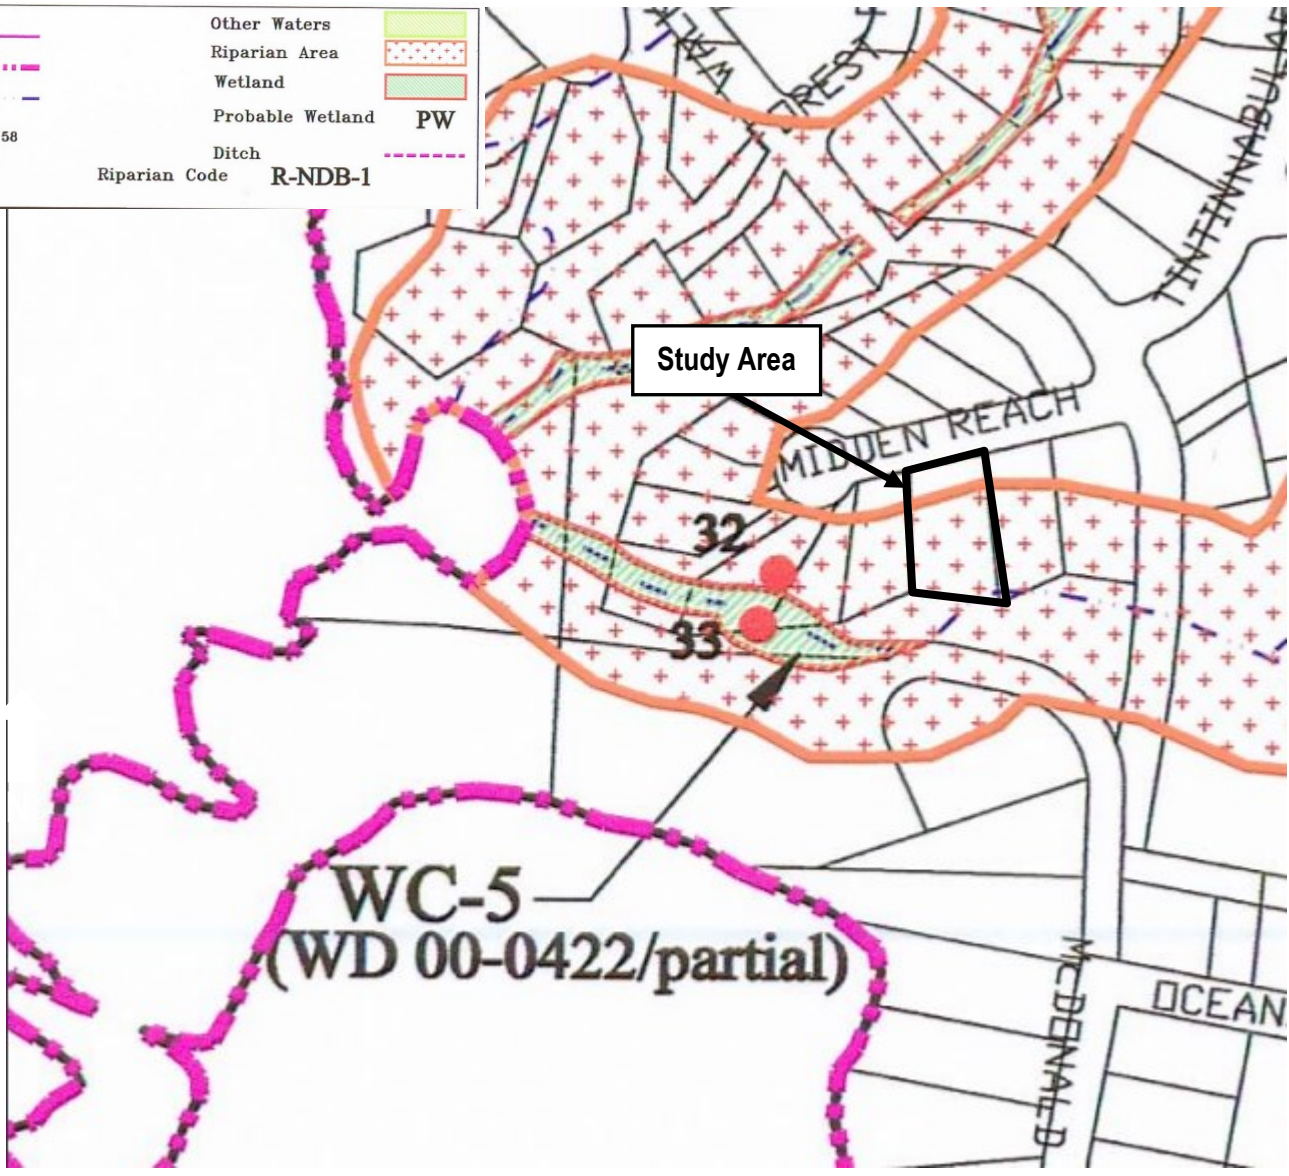 Other Waters
Riparian Area
Wetland
Probable Wetland PW
58
Ditch
Riparian Code R-NDB-1
TINTINNABULA
Study Area
MIDDEN REACH
32
33
WC-5
(WD 00-0422/partial)
MCDONALD
OCEAN